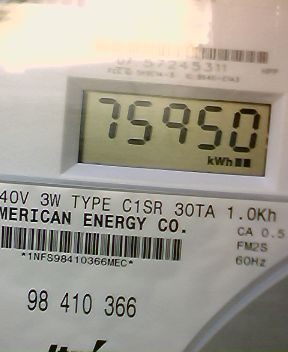 57245311
75950
kWh
40V 3W TYPE C1SR 30TA 1.0Kh
MERICAN ENERGY CO.
CA 0.5
FM2S
60Hz
*1NFS98410366MEC*
98 410 366